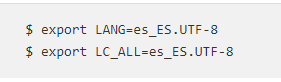 $ export LANG=es_ES.UTF-8
$ export LC_ALL=es_ES.UTF-8